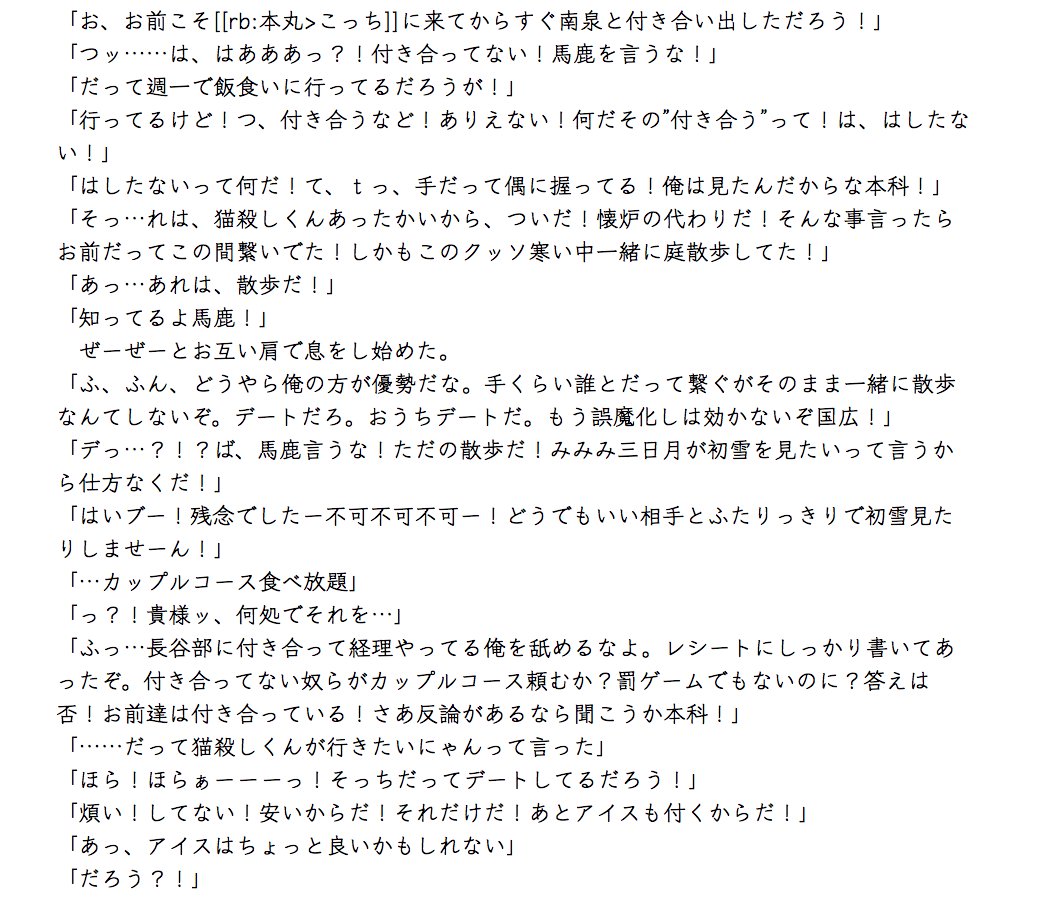 「お、お前こそ[[rb:本丸>こっち]]に来てからすぐ南泉と付き合い出しただろう！」
「つッ……は、はあああっ？！付き合ってない！馬鹿を言うな！」
「だって週一で飯食いに行ってるだろうが！」
「行ってるけど！つ、付き合うなど！ありえない！何だその”付き合う”って！は、はしたな
い！」
「はしたないって何だ！て、ｔっ、手だって偶に握ってる！俺は見たんだからな本科！」
「そっ…れは、猫殺しくんあったかいから、ついだ！懐炉の代わりだ！そんな事言ったら
お前だってこの間繋いでた！しかもこのクッソ寒い中一緒に庭散歩してた！」
「あっ…あれは、散歩だ！」
「知ってるよ馬鹿！」
　ぜーぜーとお互い肩で息をし始めた。
「ふ、ふん、どうやら俺の方が優勢だな。手くらい誰とだって繋ぐがそのまま一緒に散歩
なんてしないぞ。デートだろ。おうちデートだ。もう誤魔化しは効かないぞ国広！」
「デっ…？！？ば、馬鹿言うな！ただの散歩だ！みみみ三日月が初雪を見たいって言うか
ら仕方なくだ！」
「はいブー！残念でしたー不可不可不可ー！どうでもいい相手とふたりっきりで初雪見た
りしませーん！」
「…カップルコース食べ放題」
「っ？！貴様ッ、何処でそれを…」
「ふっ…長谷部に付き合って経理やってる俺を舐めるなよ。レシートにしっかり書いてあ
ったぞ。付き合ってない奴らがカップルコース頼むか？罰ゲームでもないのに？答えは
否！お前達は付き合っている！さあ反論があるなら聞こうか本科！」
「……だって猫殺しくんが行きたいにゃんって言った」
「ほら！ほらぁーーーっ！そっちだってデートしてるだろう！」
「煩い！してない！安いからだ！それだけだ！あとアイスも付くからだ！」
「あっ、アイスはちょっと良いかもしれない」
「だろう？！」